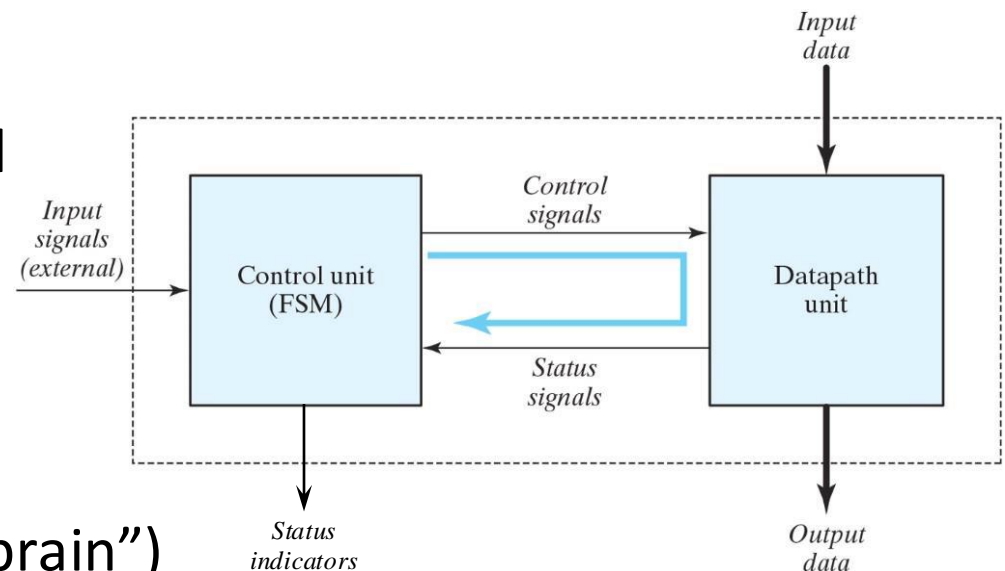 Input
data
Control
signals
Input
signals
(external)
Control unit
(FSM)
Datapath
unit
Status
signals
Status
indicators
Output
data
brain”)